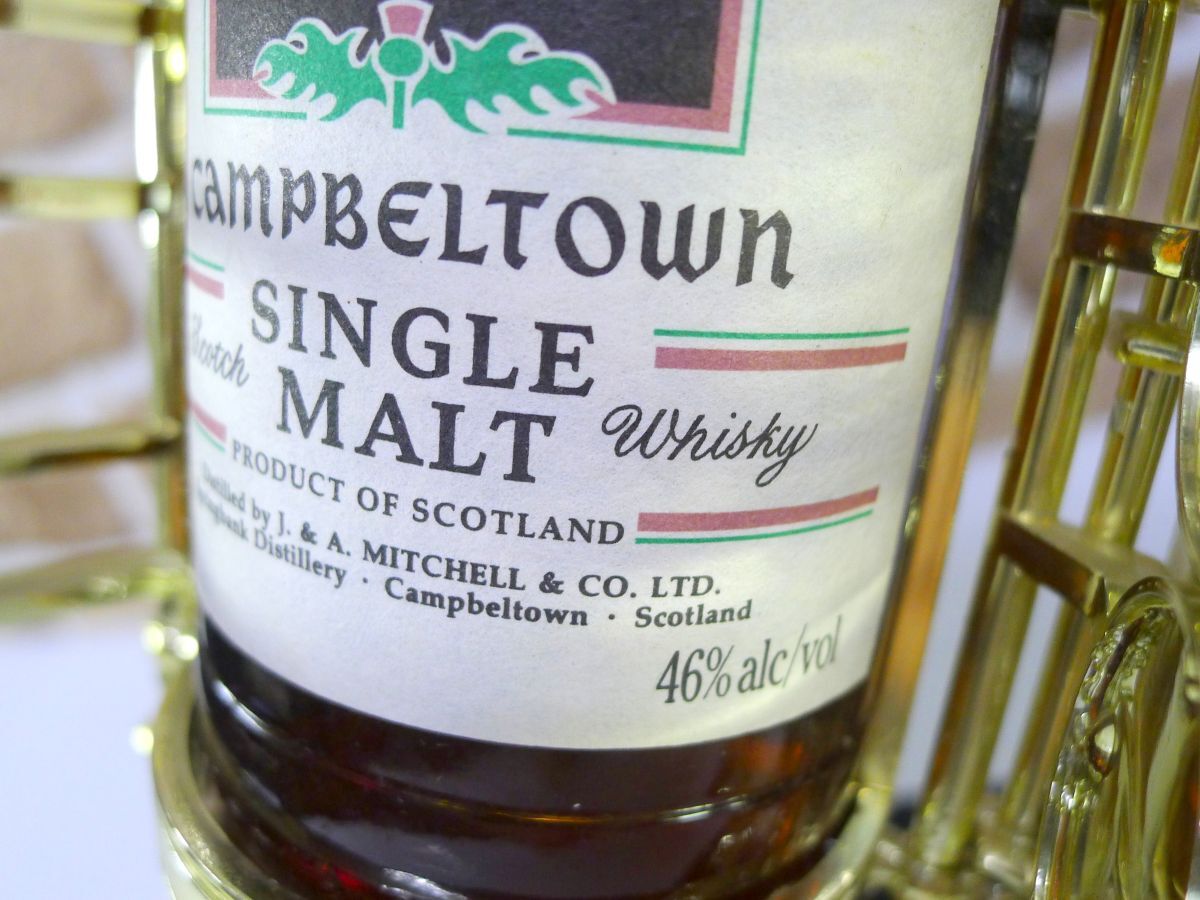 CAMPBELTOWN
SINGLE
Scotch MALT Whisky
PRODUCT OF SCOTLAND
Distilled by J. & A. MITCHELL & CO. LTD.
Distillery · Campbeltown · Scotland
46% alc/vol